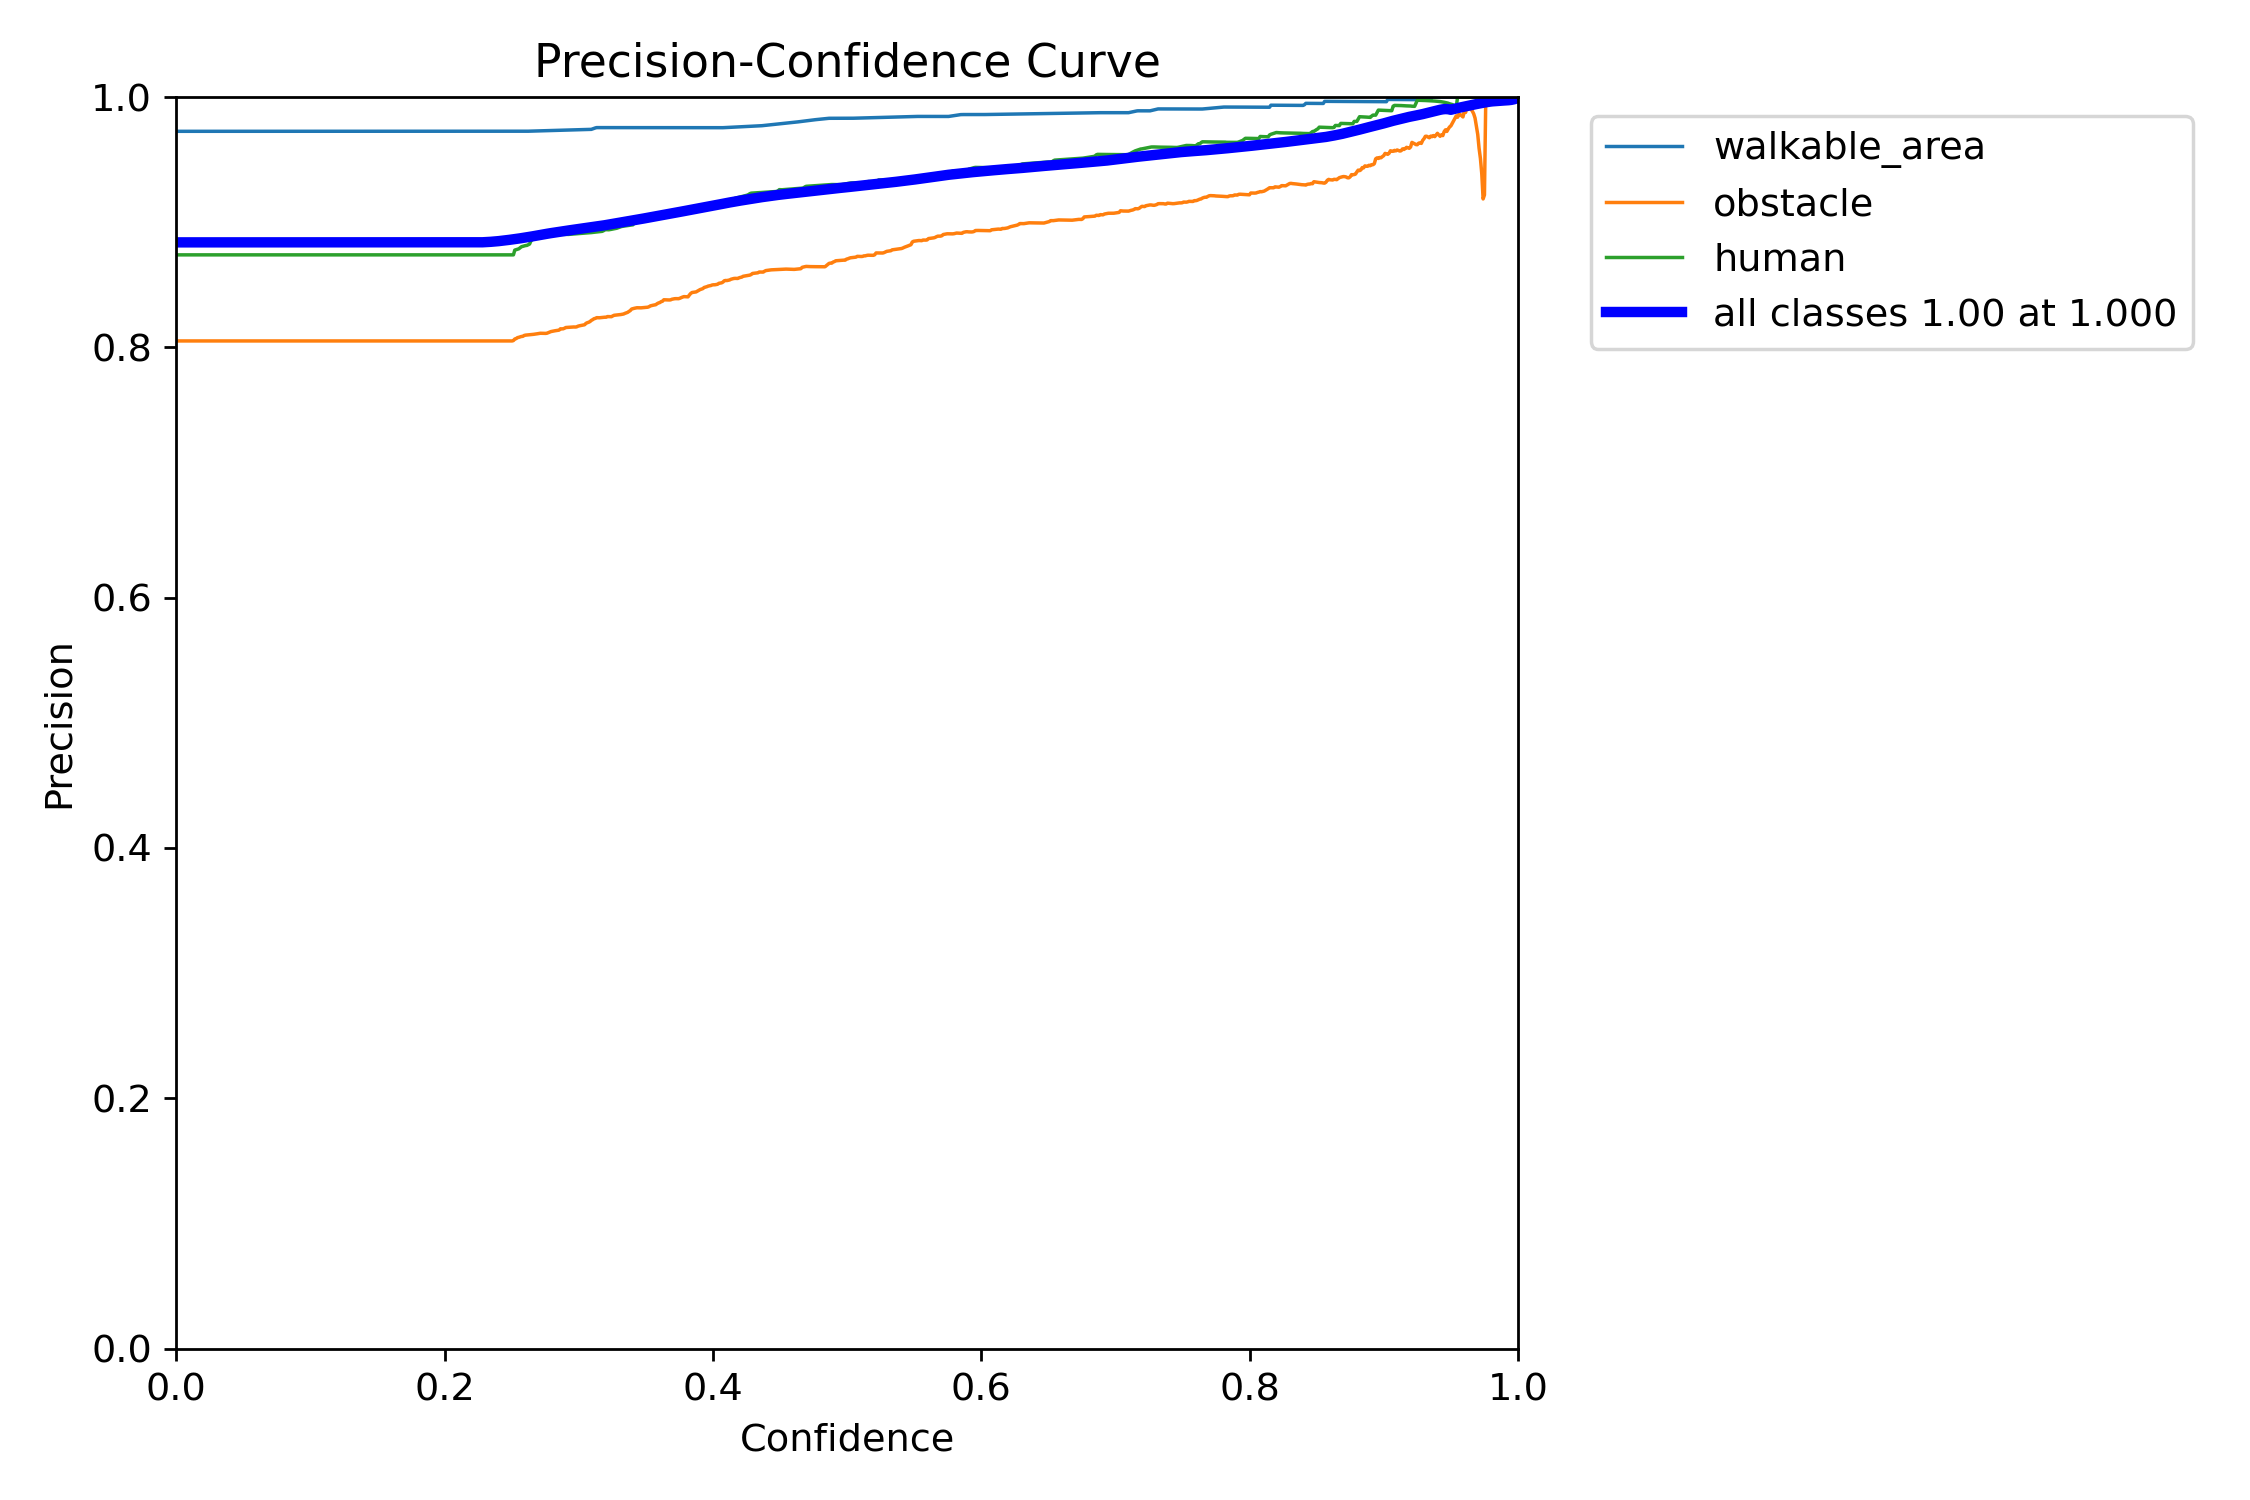 Precision-Confidence Curve
1.0
0.8
0.6
0.4
0.2
0.0
Precision
0.0 0.2 0.4 0.6 0.8 1.0
Confidence
walkable_area
obstacle
human
all classes 1.00 at 1.000